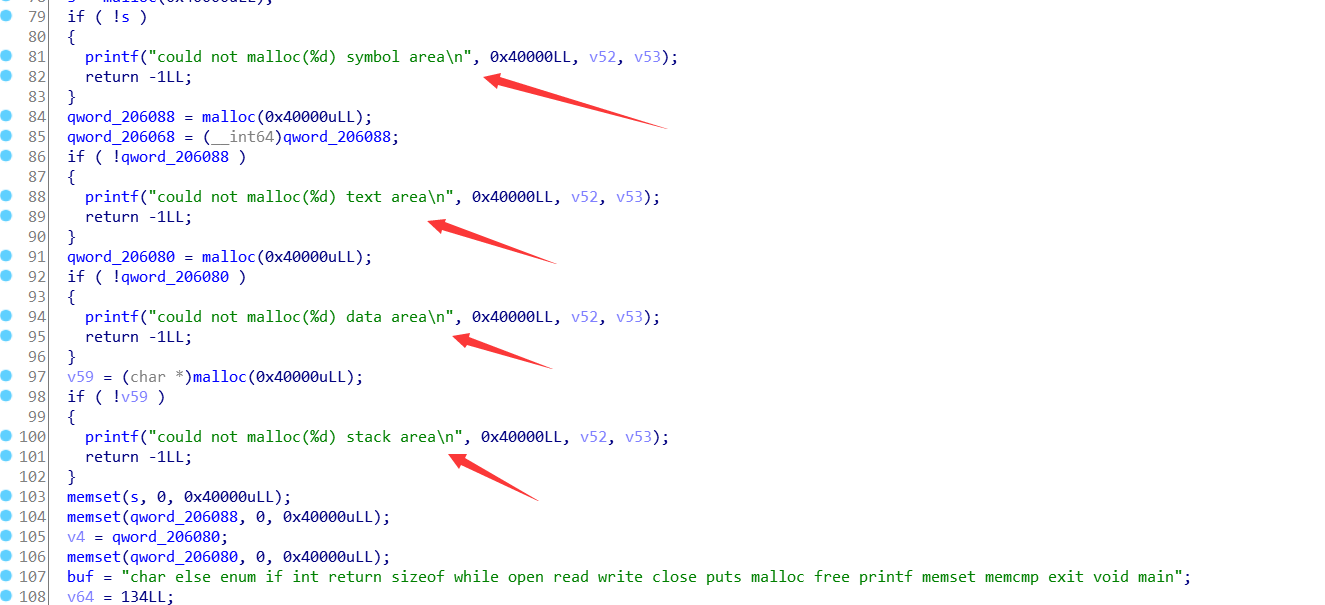 79 if ( !s )
80 {
81 printf("could not malloc(%d) symbol area\n", 0x40000LL, v52, v53);
82 return -1LL;
83 }
84 qword_206088 = malloc(0x40000uLL);
85 qword_206068 = (__int64)qword_206088;
86 if ( !qword_206088 )
87 {
88 printf("could not malloc(%d) text area\n", 0x40000LL, v52, v53);
89 return -1LL;
90 }
91 qword_206080 = malloc(0x40000uLL);
92 if ( !qword_206080 )
93 {
94 printf("could not malloc(%d) data area\n", 0x40000LL, v52, v53);
95 return -1LL;
96 }
97 v59 = (char *)malloc(0x40000uLL);
98 if ( !v59 )
99 {
100 printf("could not malloc(%d) stack area\n", 0x40000LL, v52, v53);
101 return -1LL;
102 }
103 memset(s, 0, 0x40000uLL);
104 memset(qword_206088, 0, 0x40000uLL);
105 v4 = qword_206080;
106 memset(qword_206080, 0, 0x40000uLL);
107 buf = "char else enum if int return sizeof while open read write close puts malloc free printf memset memcmp exit void main";
108 v64 = 134LL;